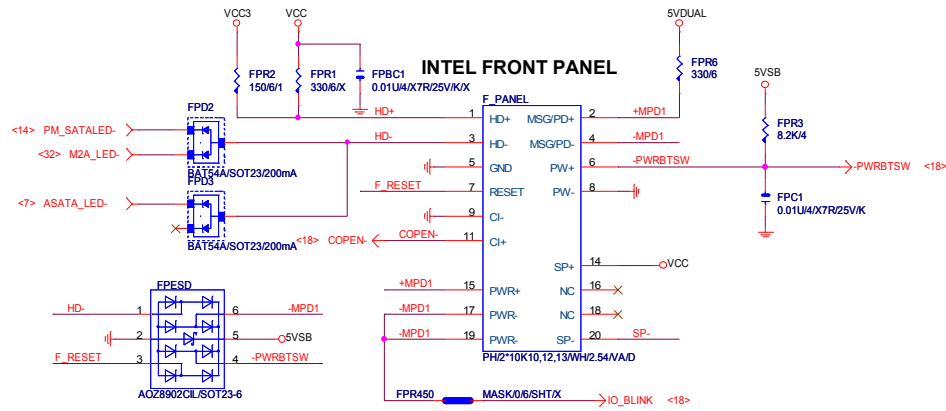 VCC3
VCC
5VDUAL
FPR2
150/6/1
FPR1
330/6/X
FPBC1
0.01U/4/X7R/25V/K/X
INTEL FRONT PANEL
FPR6
330/6
5VSB
FPR3
8.2K/4
F_PANEL
FPD2
HD+ 1 HD+ MSG/PD+ 2 +MPD1
<14> PM_SATALED-
HD- 3 HD- MSG/PD- 4 -MPD1
<32> M2A_LED-
5 GND PW+ 6 -PWRBTSW
-PWRBTSW <18>
BAT54A/SOT23/200mA
FPD3
F_RESET 7 RESET PW- 8
<7> ASATA_LED-
9 CI-
FPC1
0.01U/4/X7R/25V/K
<18> COPEN- COPEN- 11 CI+
BAT54A/SOT23/200mA
SP+ 14 VCC
FPESD
+MPD1 15 PWR+ NC 16
HD- 1 6 -MPD1
-MPD1 17 PWR- NC 18
2 5 5VSB
-MPD1 19 PWR- SP- 20 SP-
F_RESET 3 4 -PWRBTSW
PH/2*10K10,12,13/WH/2.54/VA/D
AOZ8902CIL/SOT23-6
FPR450 MASK/0/6/SHT/X
IO_BLINK <18>